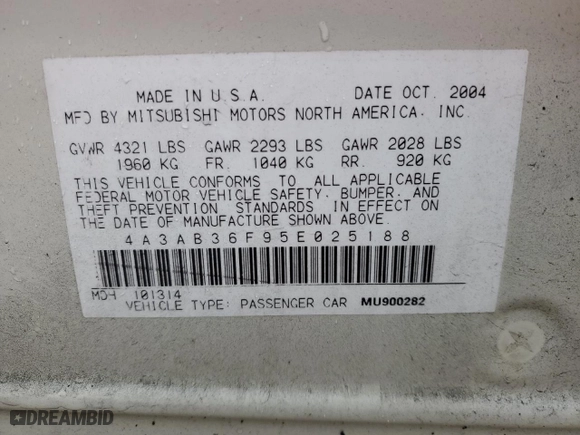 MADE IN U.S.A. DATE OCT. 2004
MFD BY MITSUBISHI MOTORS NORTH AMERICA. INC.
GVWR 4321 LBS GAWR 2293 LBS GAWR 2028 LBS
1960 KG FR. 1040 KG RR. 920 KG
THIS VEHICLE CONFORMS TO ALL APPLICABLE
FEDERAL MOTOR VEHICLE SAFETY. BUMPER. AND
THEFT PREVENTION STANDARDS IN EFFECT ON
THE DATE OF MANUFACTURE SHOWN ABOVE.
4A3AB36F95E025188
MDH 101314
VEHICLE TYPE: PASSENGER CAR MU900282
DREAMBID